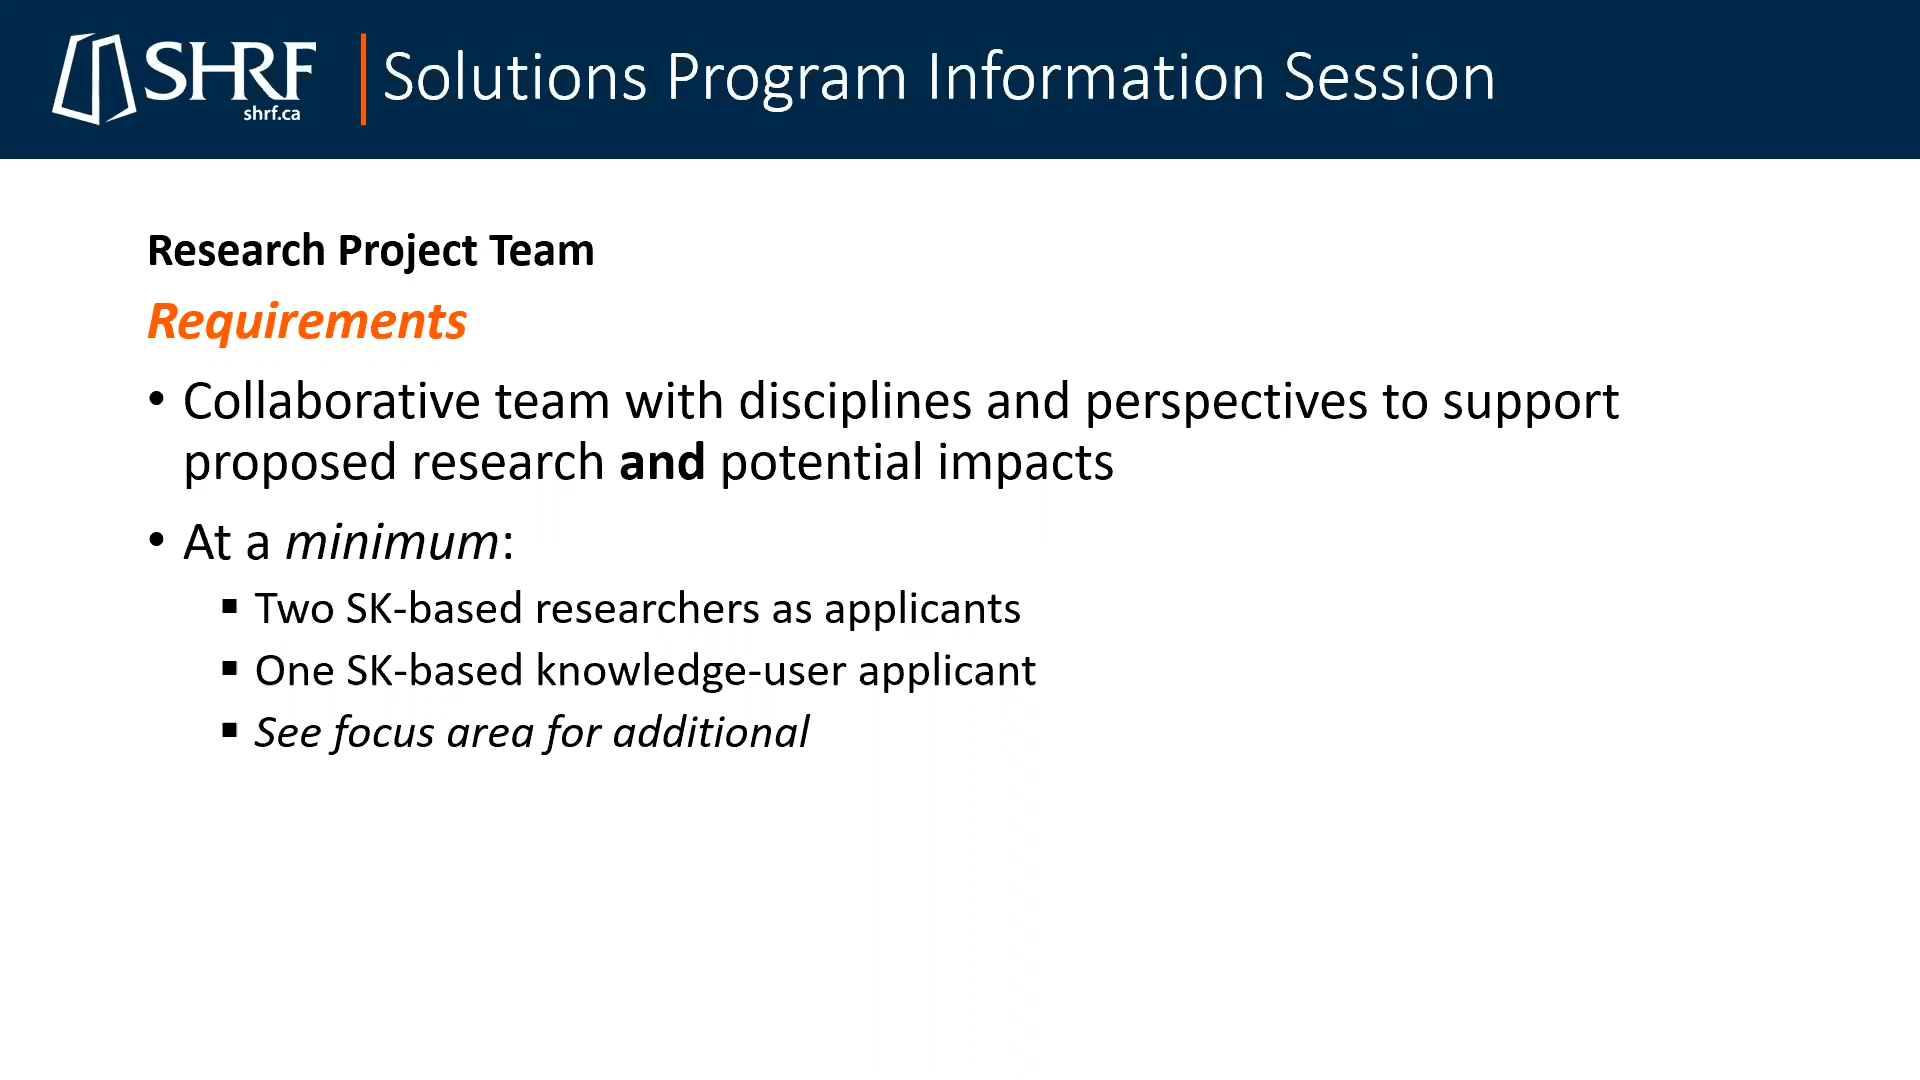 SHRF
shrf.ca
Solutions Program Information Session
Research Project Team
Requirements
• Collaborative team with disciplines and perspectives to support
proposed research and potential impacts
• At a minimum:
▪ Two SK-based researchers as applicants
▪ One SK-based knowledge-user applicant
▪ See focus area for additional